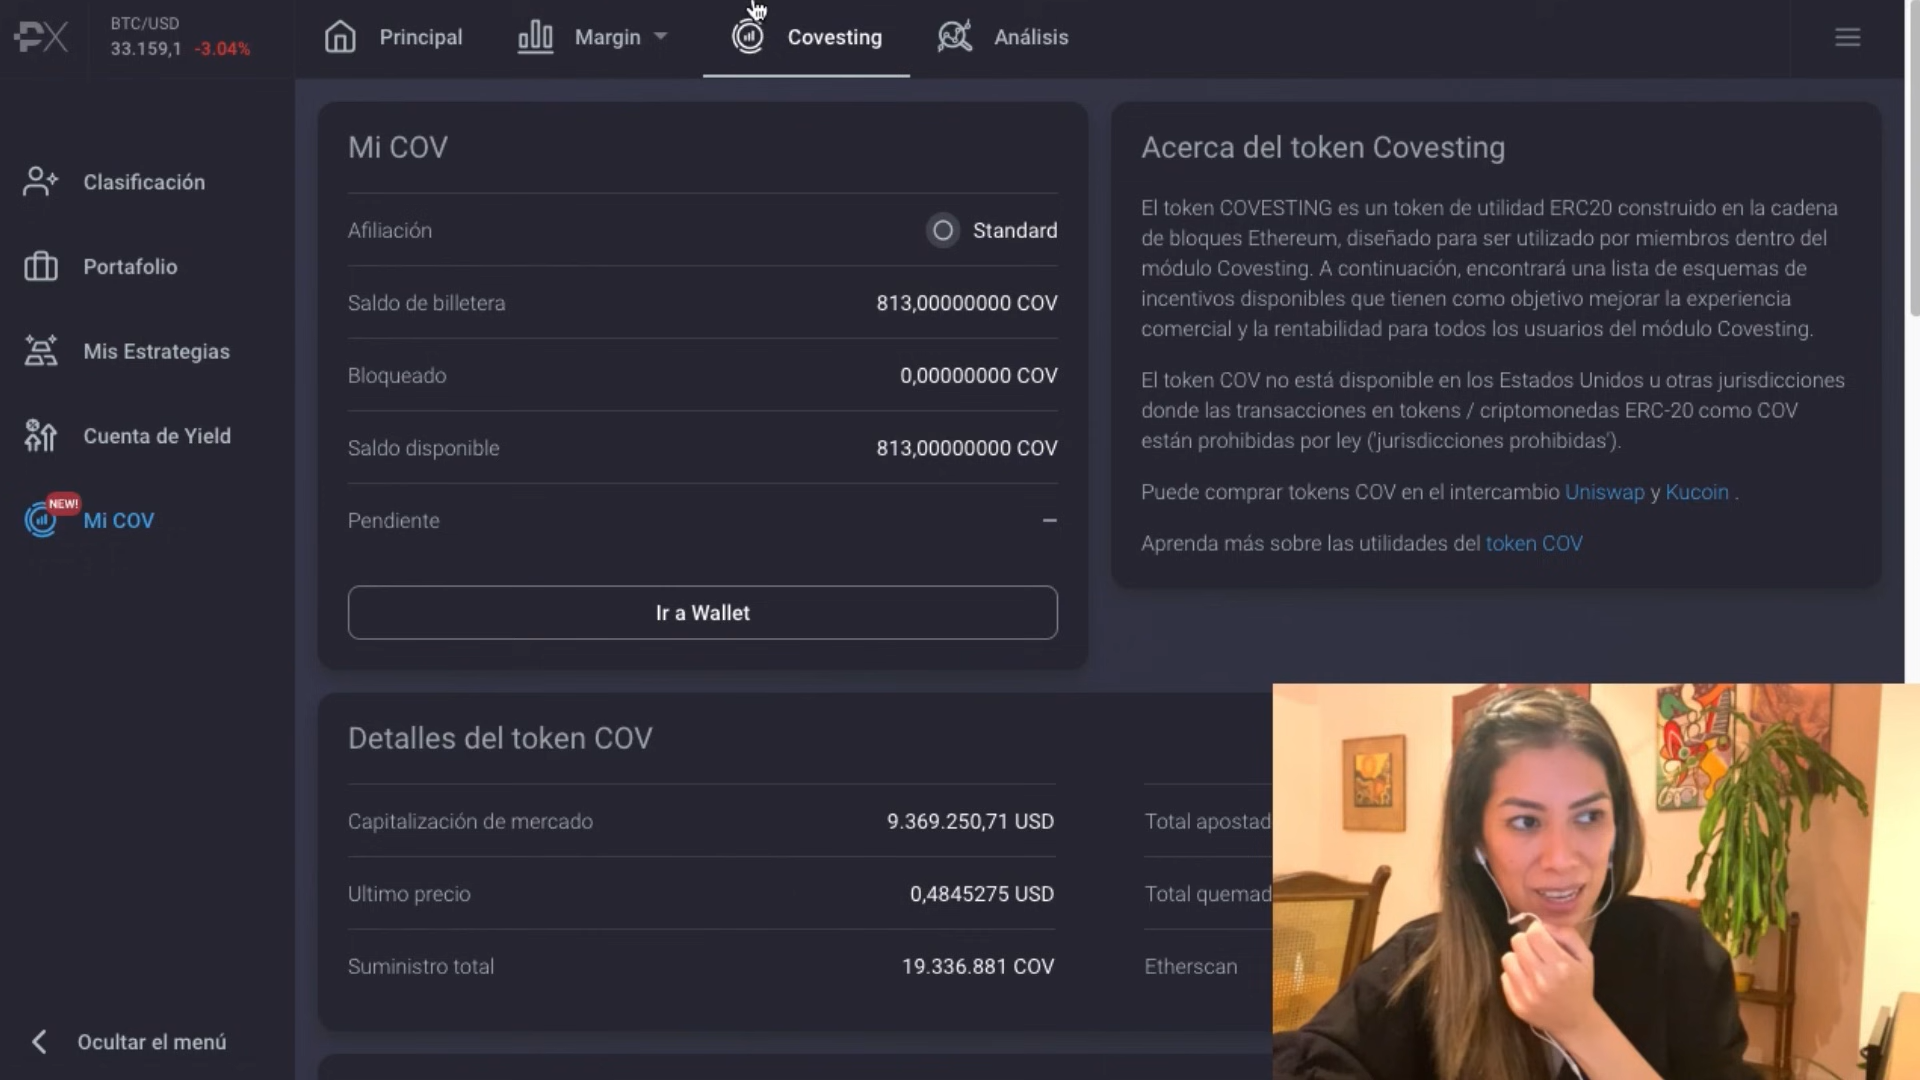 PX
BTC/USD
33.159,1 -3.04%
Principal
Margin
Covesting
Análisis
Clasificación
Portafolio
Mis Estrategias
Cuenta de Yield
NEW!
Mi COV
Ocultar el menú
Mi COV
Afiliación Standard
Saldo de billetera 813,00000000 COV
Bloqueado 0,00000000 COV
Saldo disponible 813,00000000 COV
Pendiente –
Ir a Wallet
Acerca del token Covesting
El token COVESTING es un token de utilidad ERC20 construido en la cadena
de bloques Ethereum, diseñado para ser utilizado por miembros dentro del
módulo Covesting. A continuación, encontrará una lista de esquemas de
incentivos disponibles que tienen como objetivo mejorar la experiencia
comercial y la rentabilidad para todos los usuarios del módulo Covesting.
El token COV no está disponible en los Estados Unidos u otras jurisdicciones
donde las transacciones en tokens / criptomonedas ERC-20 como COV
están prohibidas por ley ('jurisdicciones prohibidas').
Puede comprar tokens COV en el intercambio Uniswap y Kucoin .
Aprenda más sobre las utilidades del token COV
Detalles del token COV
Capitalización de mercado 9.369.250,71 USD
Ultimo precio 0,4845275 USD
Suministro total 19.336.881 COV
Total apostad
Total quemad
Etherscan